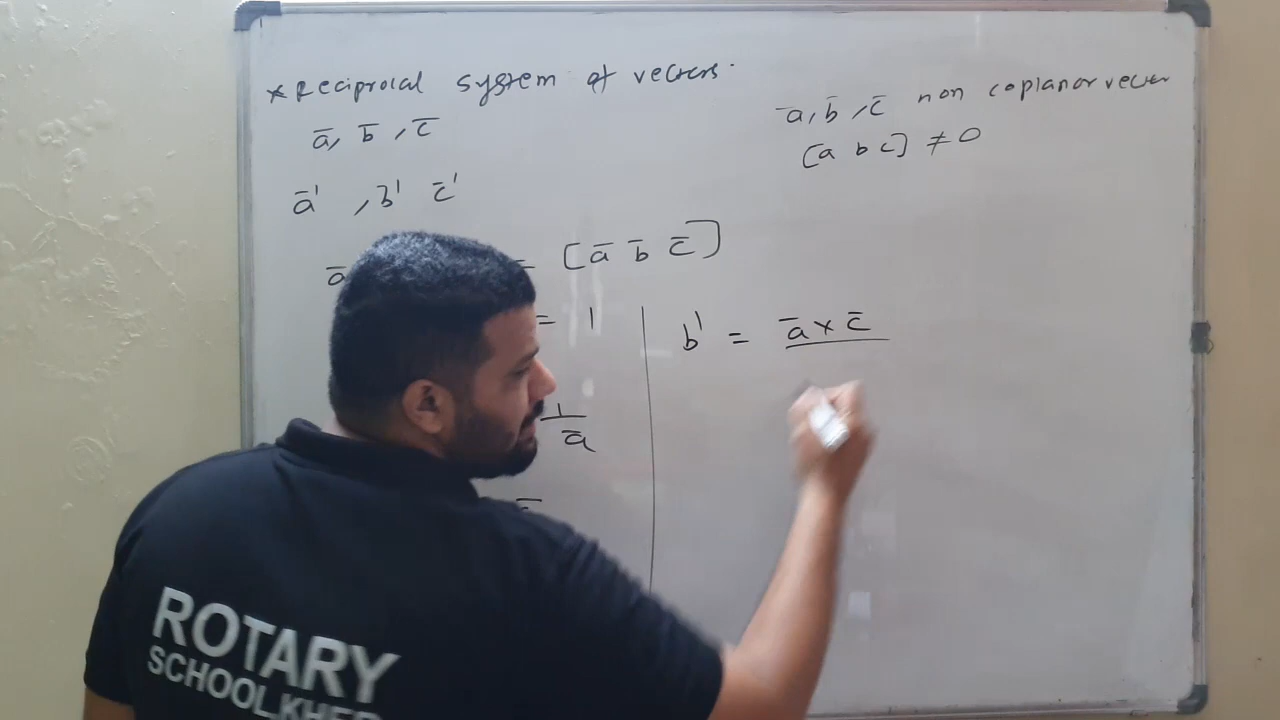 * Reciprocal system of vectors.
a̅, b̅, c̅
a̅, b̅, c̅ non coplanar vector
[a b c] ≠ 0
a̅' , b' c̅'
a̅ = [a̅ b̅ c̅]
= 1
b' = a̅ × c̅
1
a̅
ROTARY
SCHOOL,KHE